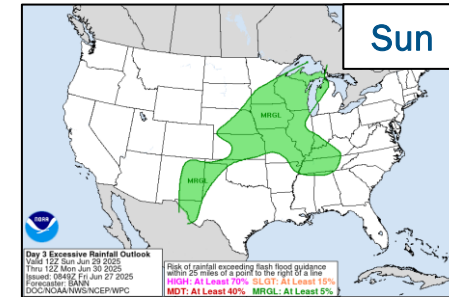 Sun
MRGL
MRGL
NOAA
Day 3 Excessive Rainfall Outlook
Valid 12Z Sun Jun 29 2025
Thru 12Z Mon Jun 30 2025
Issued: 0849Z Fri Jun 27 2025
Forecaster: BANN
DOC/NOAA/NWS/NCEP/WPC
Risk of rainfall exceeding flash flood guidance
within 25 miles of a point to the right of a line
HIGH: At Least 70% SLGT: At Least 15%
MDT: At Least 40% MRGL: At Least 5%